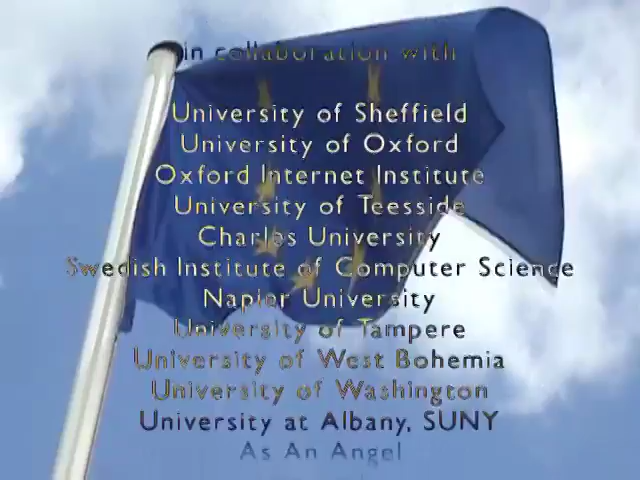 in collaboration with
University of Sheffield
University of Oxford
Oxford Internet Institute
University of Teesside
Charles University
Swedish Institute of Computer Science
Napier University
University of Tampere
University of West Bohemia
University of Washington
University at Albany, SUNY
As An Angel